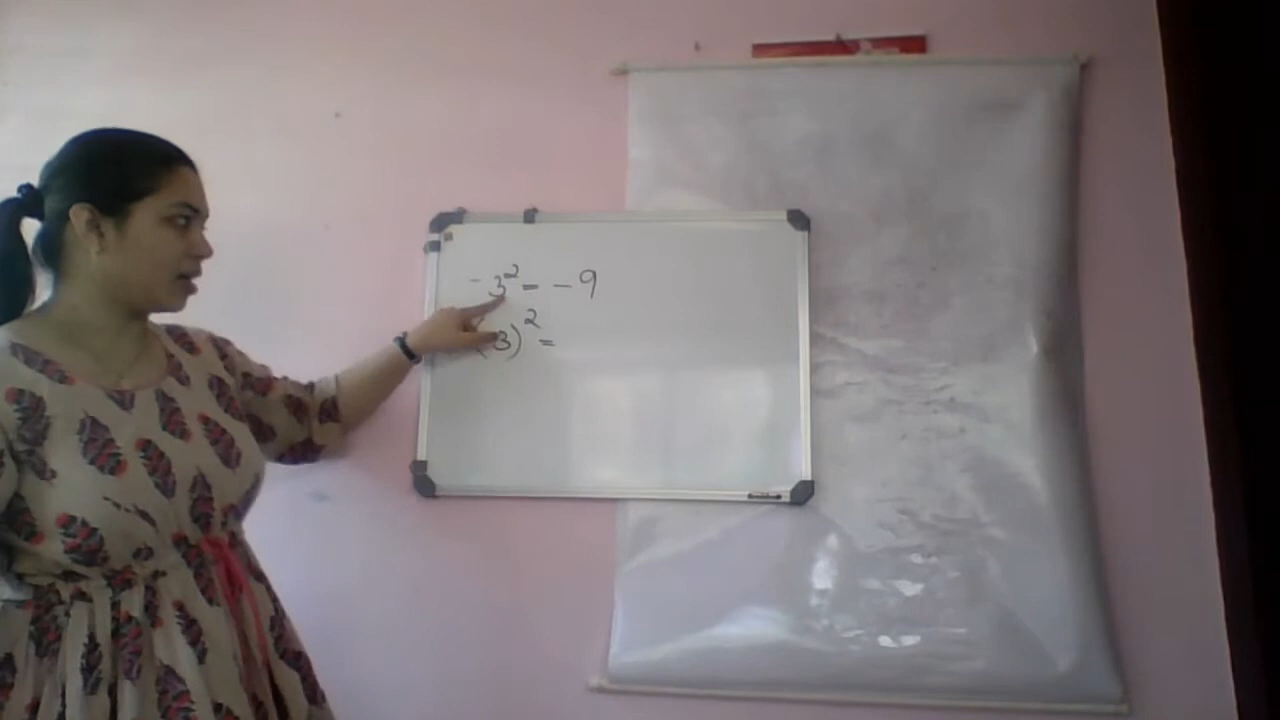 -3² = -9
(-3)² =